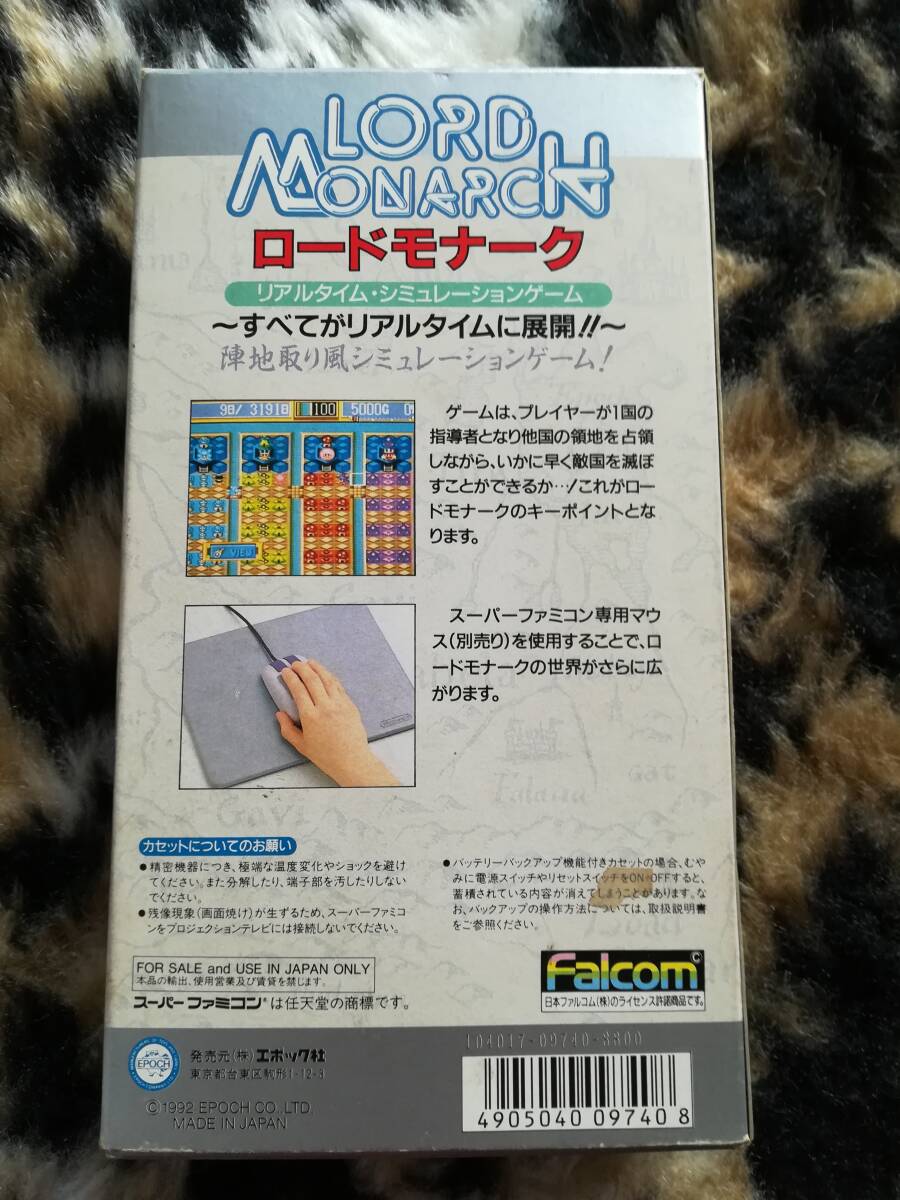 LORD
MONARCH
ロードモナーク
リアルタイム・シミュレーションゲーム
～すべてがリアルタイムに展開!!～
陣地取り風シミュレーションゲーム!
9日/ 3191日 100 5000G 0
VIEW
ゲームは、プレイヤーが1国の
指導者となり他国の領地を占領
しながら、いかに早く敵国を滅ぼ
すことができるか…!これがロー
ドモナークのキーポイントとな
ります。
スーパーファミコン専用マウ
ス(別売り)を使用することで、ロ
ードモナークの世界がさらに広
がります。
カセットについてのお願い
●精密機器につき、極端な温度変化やショックを避け
てください。また分解したり、端子部を汚したりしない
でください。
●残像現象(画面焼け)が生ずるため、スーパーファミコ
ンをプロジェクションテレビには接続しないでください。
●バッテリーバックアップ機能付きカセットの場合、むや
みに電源スイッチやリセットスイッチをON・OFFすると、
蓄積されている内容が消えてしまうことがあります。な
お、バックアップの操作方法については、取扱説明書
をご参照ください。
FOR SALE and USE IN JAPAN ONLY
本品の輸出、使用営業及び賃貸を禁じます。
スーパーファミコン®は任天堂の商標です。
Falcom©
日本ファルコム(株)のライセンス許諾商品です。
EPOCH
発売元(株)エポック社
東京都台東区駒形1-12-3
©1992 EPOCH CO., LTD.
MADE IN JAPAN
104017-09740-8800
4905040 09740 8